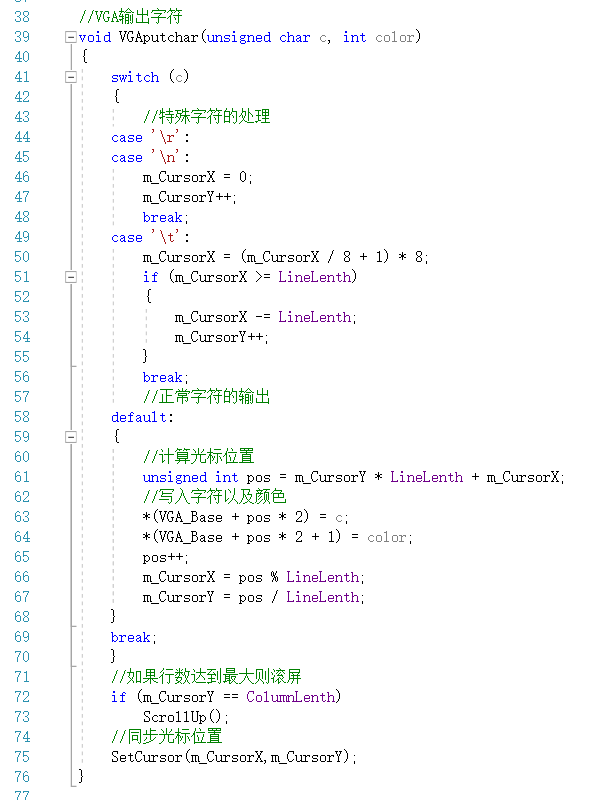 38 //VGA输出字符
39 void VGAputchar(unsigned char c, int color)
40 {
41 switch (c)
42 {
43 //特殊字符的处理
44 case '\r':
45 case '\n':
46 m_CursorX = 0;
47 m_CursorY++;
48 break;
49 case '\t':
50 m_CursorX = (m_CursorX / 8 + 1) * 8;
51 if (m_CursorX >= LineLenth)
52 {
53 m_CursorX -= LineLenth;
54 m_CursorY++;
55 }
56 break;
57 //正常字符的输出
58 default:
59 {
60 //计算光标位置
61 unsigned int pos = m_CursorY * LineLenth + m_CursorX;
62 //写入字符以及颜色
63 *(VGA_Base + pos * 2) = c;
64 *(VGA_Base + pos * 2 + 1) = color;
65 pos++;
66 m_CursorX = pos % LineLenth;
67 m_CursorY = pos / LineLenth;
68 }
69 break;
70 }
71 //如果行数达到最大则滚屏
72 if (m_CursorY == ColumnLenth)
73 ScrollUp();
74 //同步光标位置
75 SetCursor(m_CursorX,m_CursorY);
76 }
77